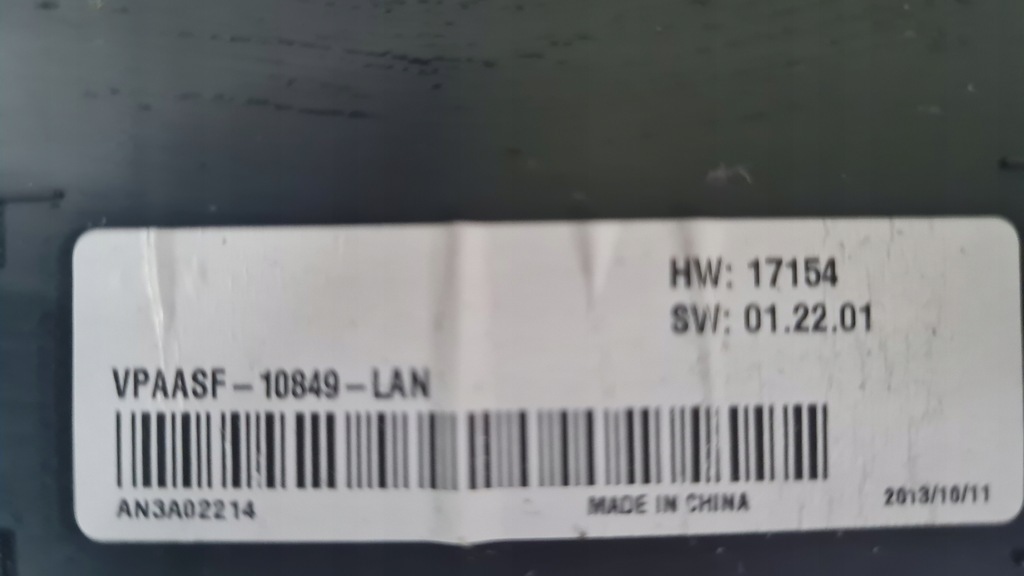 HW: 17154
SW: 01.22.01
VPAASF-10849-LAN
AN3A02214
MADE IN CHINA
2013/10/11